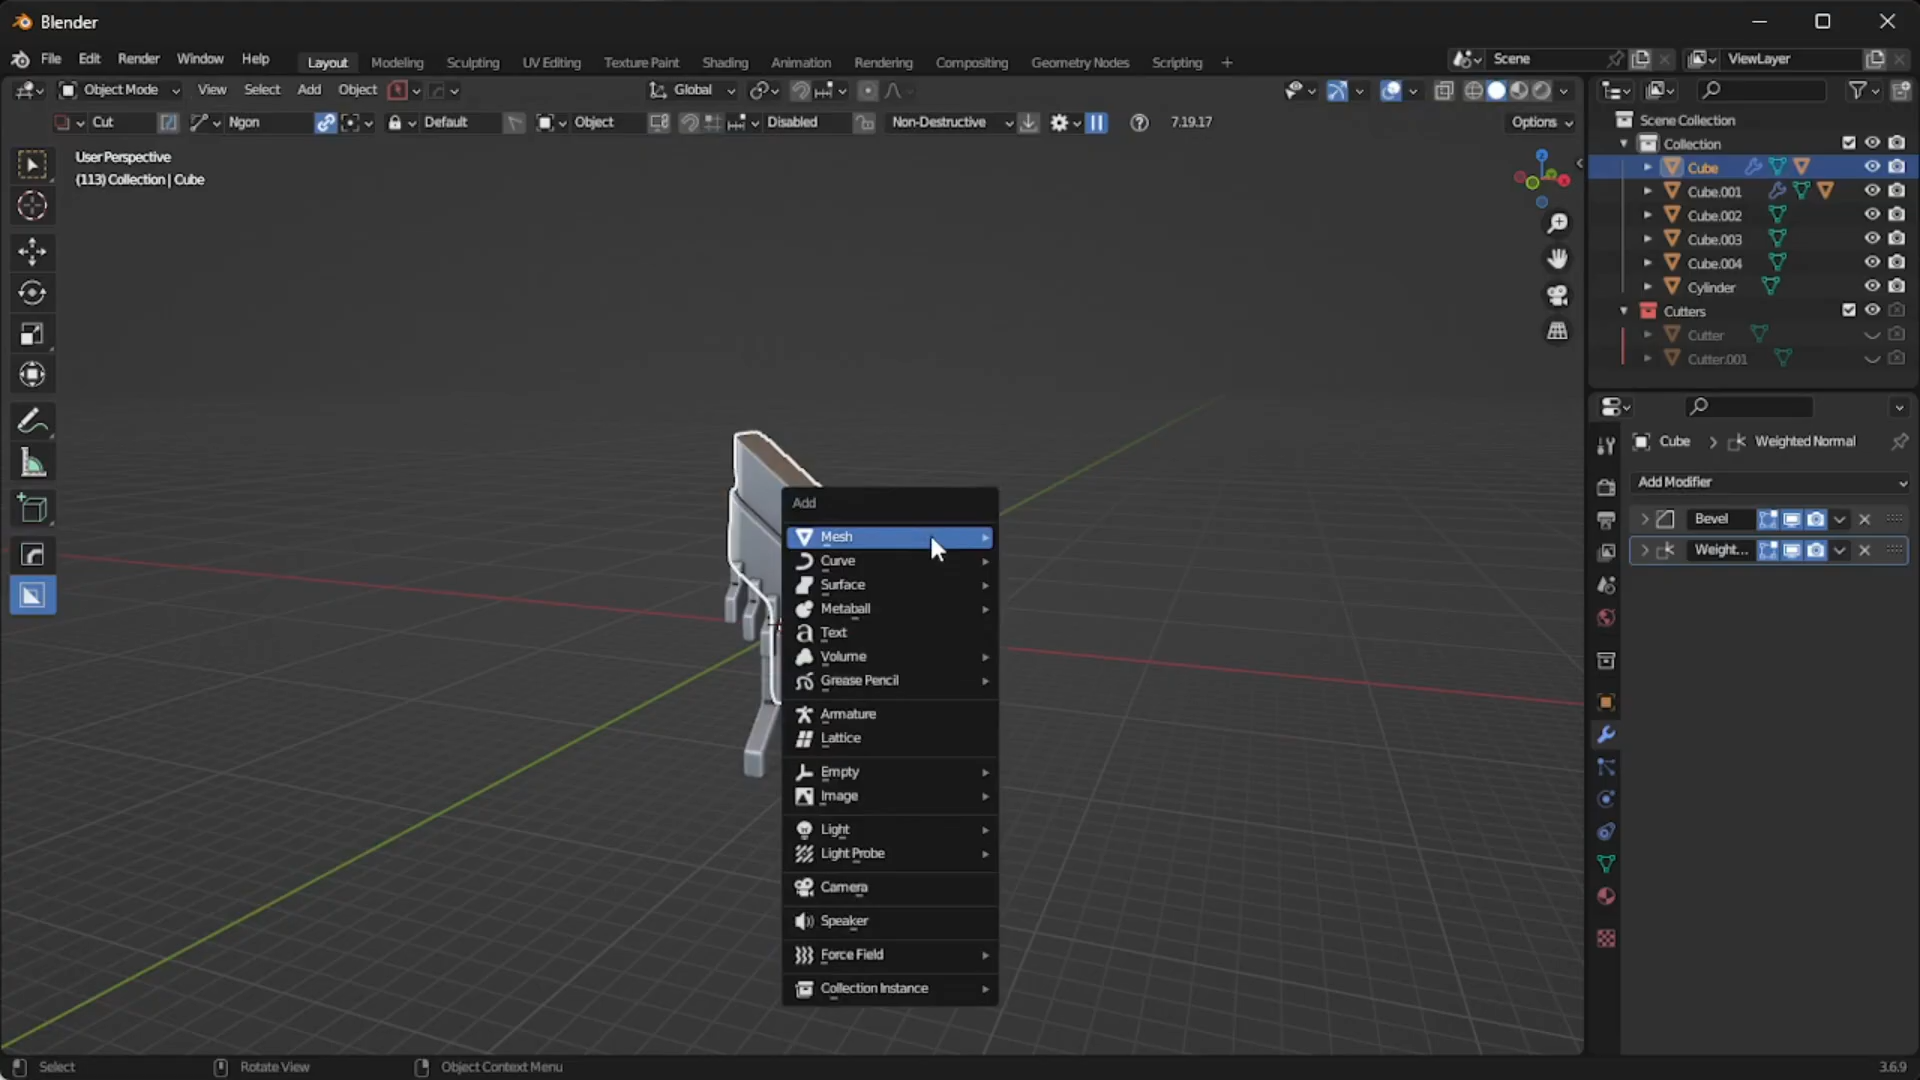 Blender
File Edit Render Window Help Layout Modeling Sculpting UV Editing Texture Paint Shading Animation Rendering Compositing Geometry Nodes Scripting + Scene ViewLayer
Object Mode View Select Add Object Global
Cut Ngon Default Object Disabled Non-Destructive 7.19.17 Options
User Perspective
(113) Collection | Cube
Scene Collection
Collection
Cube
Cube.001
Cube.002
Cube.003
Cube.004
Cylinder
Cutters
Cutter
Cutter.001
Cube > Weighted Normal
Add Modifier
Bevel
Weight...
Add
Mesh
Curve
Surface
Metaball
Text
Volume
Grease Pencil
Armature
Lattice
Empty
Image
Light
Light Probe
Camera
Speaker
Force Field
Collection Instance
Select Rotate View Object Context Menu 3.6.9